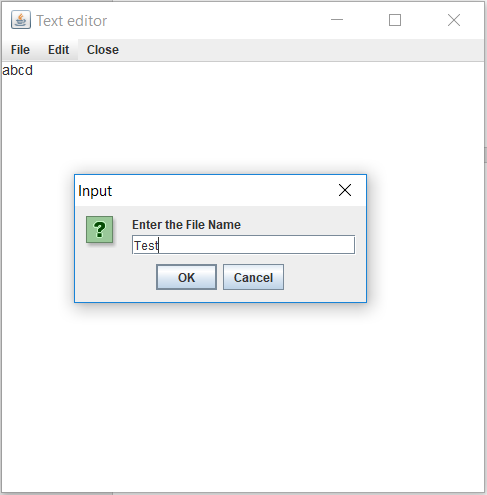 Text editor
File Edit Close
abcd
Input
?
Enter the File Name
Test
OK Cancel